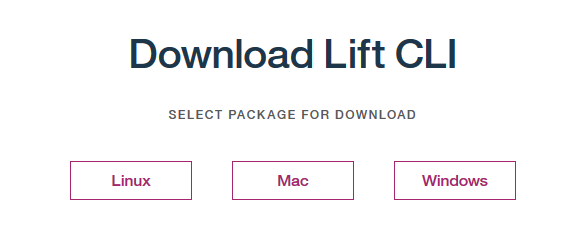 Download Lift CLI
SELECT PACKAGE FOR DOWNLOAD
Linux
Mac
Windows